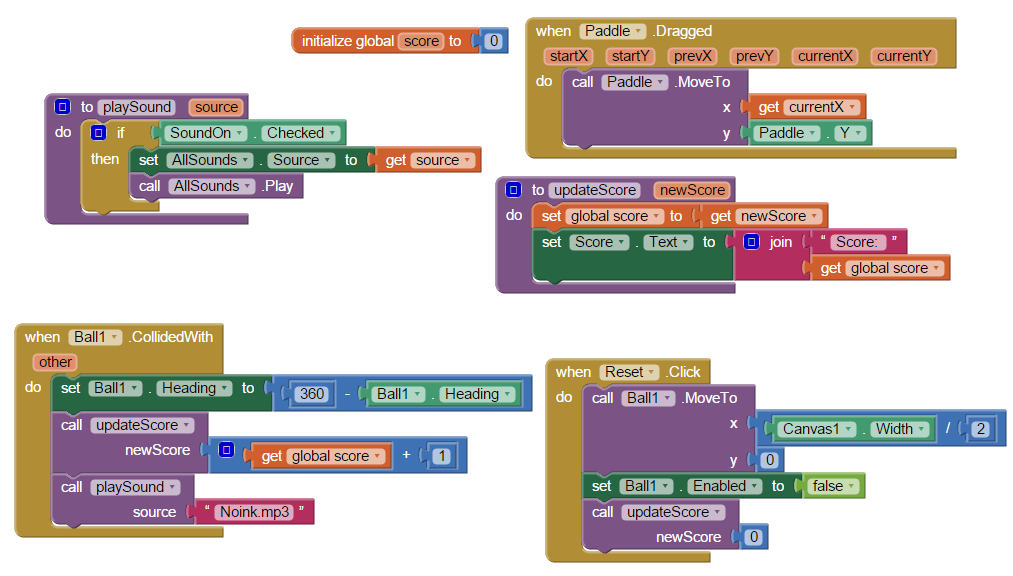 initialize global score to 0
when Paddle .Dragged
startX startY prevX prevY currentX currentY
do call Paddle .MoveTo
x get currentX
y Paddle . Y
to playSound source
do if SoundOn . Checked
then set AllSounds . Source to get source
call AllSounds .Play
to updateScore newScore
do set global score to get newScore
set Score . Text to join " Score: "
get global score
when Ball1 .CollidedWith
other
do set Ball1 . Heading to 360 - Ball1 . Heading
call updateScore
newScore get global score + 1
call playSound
source " Noink.mp3 "
when Reset .Click
do call Ball1 .MoveTo
x Canvas1 . Width / 2
y 0
set Ball1 . Enabled to false
call updateScore
newScore 0